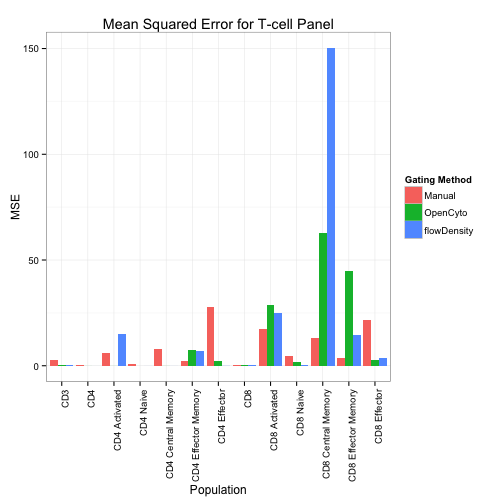 Mean Squared Error for T-cell Panel
150
100
50
0
MSE
CD3
CD4
CD4 Activated
CD4 Naive
CD4 Central Memory
CD4 Effector Memory
CD4 Effector
CD8
CD8 Activated
CD8 Naive
CD8 Central Memory
CD8 Effector Memory
CD8 Effector
Population
Gating Method
Manual
OpenCyto
flowDensity